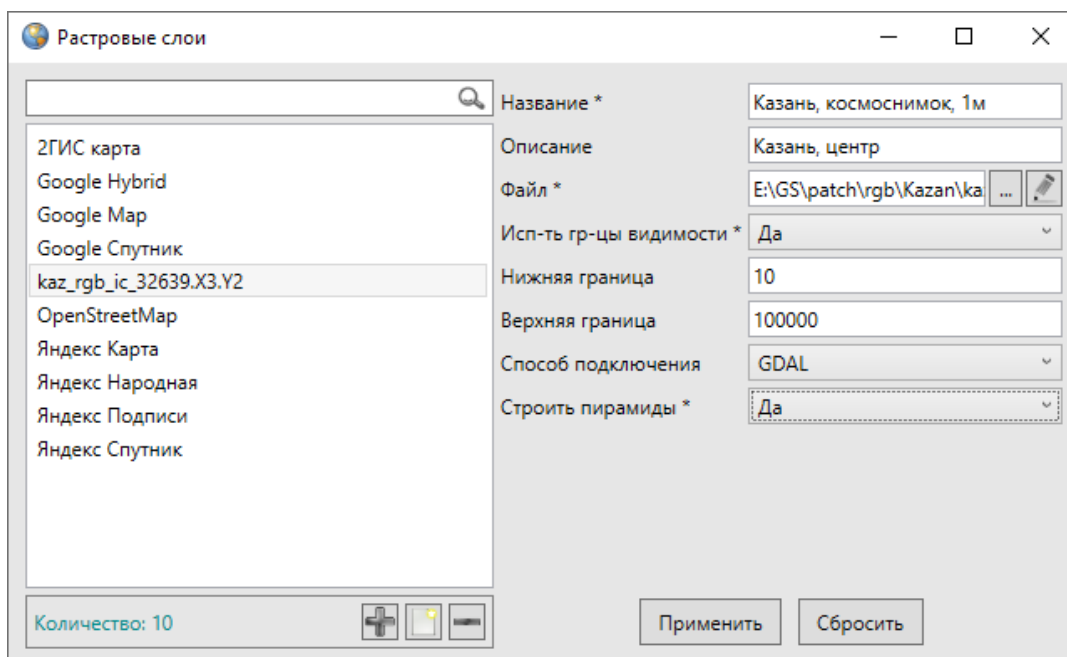 Растровые слои
2ГИС карта
Google Hybrid
Google Map
Google Спутник
kaz_rgb_ic_32639.X3.Y2
OpenStreetMap
Яндекс Карта
Яндекс Народная
Яндекс Подписи
Яндекс Спутник
Количество: 10
Название * Казань, космоснимок, 1м
Описание Казань, центр
Файл * E:\GS\patch\rgb\Kazan\ka ...
Исп-ть гр-цы видимости * Да
Нижняя граница 10
Верхняя граница 100000
Способ подключения GDAL
Строить пирамиды * Да
Применить Сбросить